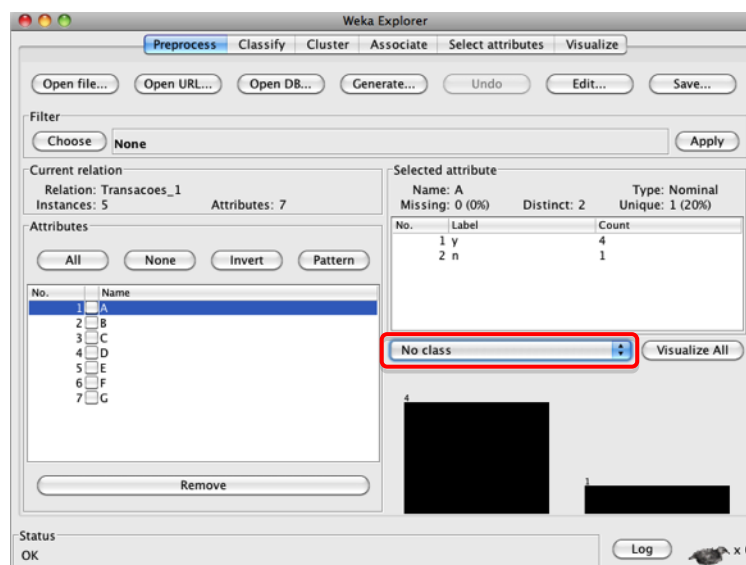 Weka Explorer
Preprocess Classify Cluster Associate Select attributes Visualize
Open file... Open URL... Open DB... Generate... Undo Edit... Save...
Filter
Choose None Apply
Current relation
Relation: Transacoes_1
Instances: 5 Attributes: 7
Selected attribute
Name: A Type: Nominal
Missing: 0 (0%) Distinct: 2 Unique: 1 (20%)
No. Label Count
1 y 4
2 n 1
Attributes
All None Invert Pattern
No. Name
1 A
2 B
3 C
4 D
5 E
6 F
7 G
Remove
No class Visualize All
4
1
Status
OK
Log x